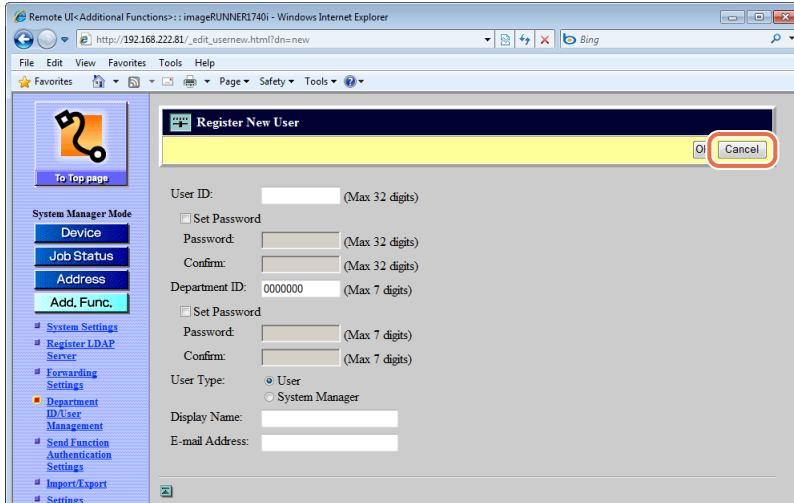 Remote UI<Additional Functions>: : imageRUNNER1740i - Windows Internet Explorer
http://192.168.222.81/_edit_usernew.html?dn=new
Bing
File Edit View Favorites Tools Help
Favorites Page Safety Tools
Register New User
Cancel
To Top page
System Manager Mode
Device
Job Status
Address
Add. Func.
System Settings
Register LDAP
Server
Forwarding
Settings
Department
ID/User
Management
Send Function
Authentication
Settings
Import/Export
Settings
User ID: (Max 32 digits)
Set Password
Password: (Max 32 digits)
Confirm: (Max 32 digits)
Department ID: 0000000 (Max 7 digits)
Set Password
Password: (Max 7 digits)
Confirm: (Max 7 digits)
User Type: User
System Manager
Display Name:
E-mail Address: